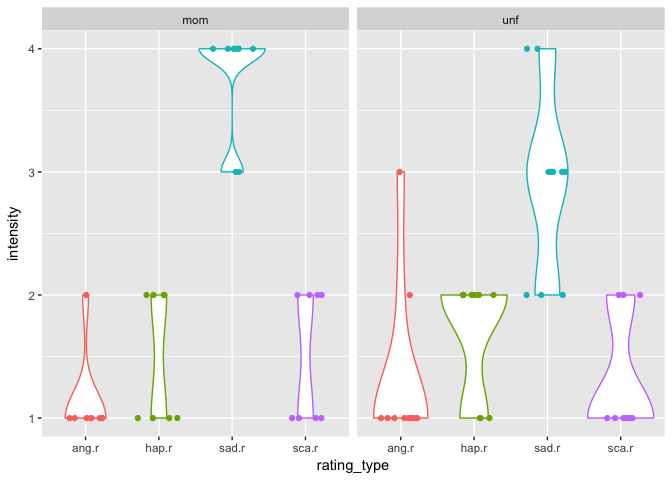 mom unf
4
3
2
1
intensity
ang.r hap.r sad.r sca.r ang.r hap.r sad.r sca.r
rating_type